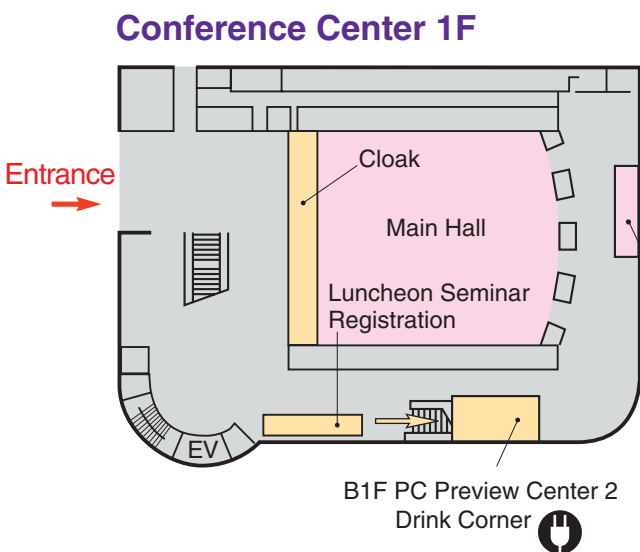 Conference Center 1F
Entrance
Cloak
Main Hall
Luncheon Seminar
Registration
EV
B1F PC Preview Center 2
Drink Corner